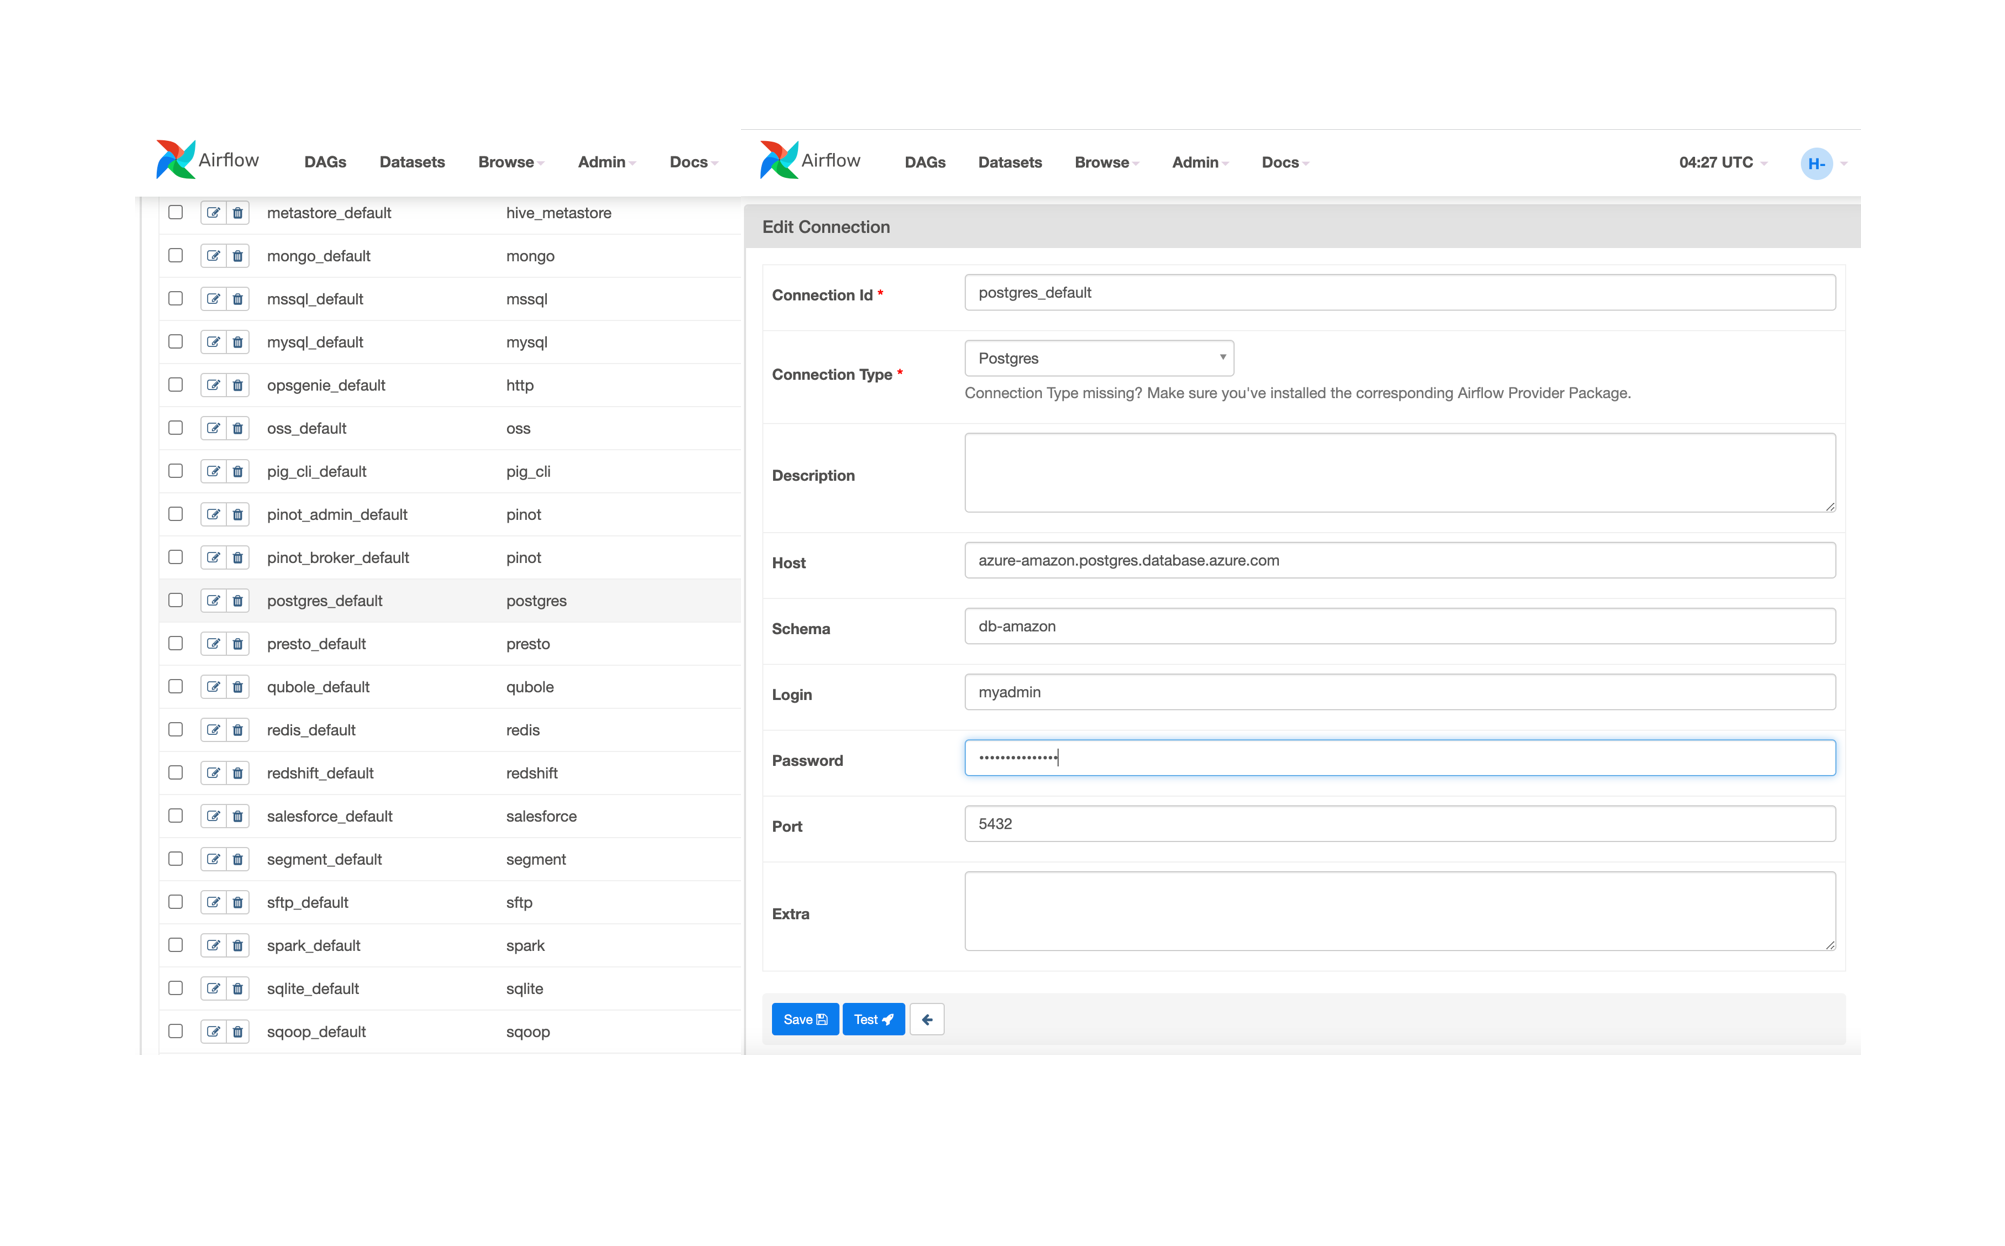 Airflow DAGs Datasets Browse Admin Docs
metastore_default hive_metastore
mongo_default mongo
mssql_default mssql
mysql_default mysql
opsgenie_default http
oss_default oss
pig_cli_default pig_cli
pinot_admin_default pinot
pinot_broker_default pinot
postgres_default postgres
presto_default presto
qubole_default qubole
redis_default redis
redshift_default redshift
salesforce_default salesforce
segment_default segment
sftp_default sftp
spark_default spark
sqlite_default sqlite
sqoop_default sqoop
Airflow DAGs Datasets Browse Admin Docs 04:27 UTC H-
Edit Connection
Connection Id * postgres_default
Connection Type * Postgres
Connection Type missing? Make sure you've installed the corresponding Airflow Provider Package.
Description
Host azure-amazon.postgres.database.azure.com
Schema db-amazon
Login myadmin
Password •••••••••••••••
Port 5432
Extra
Save Test